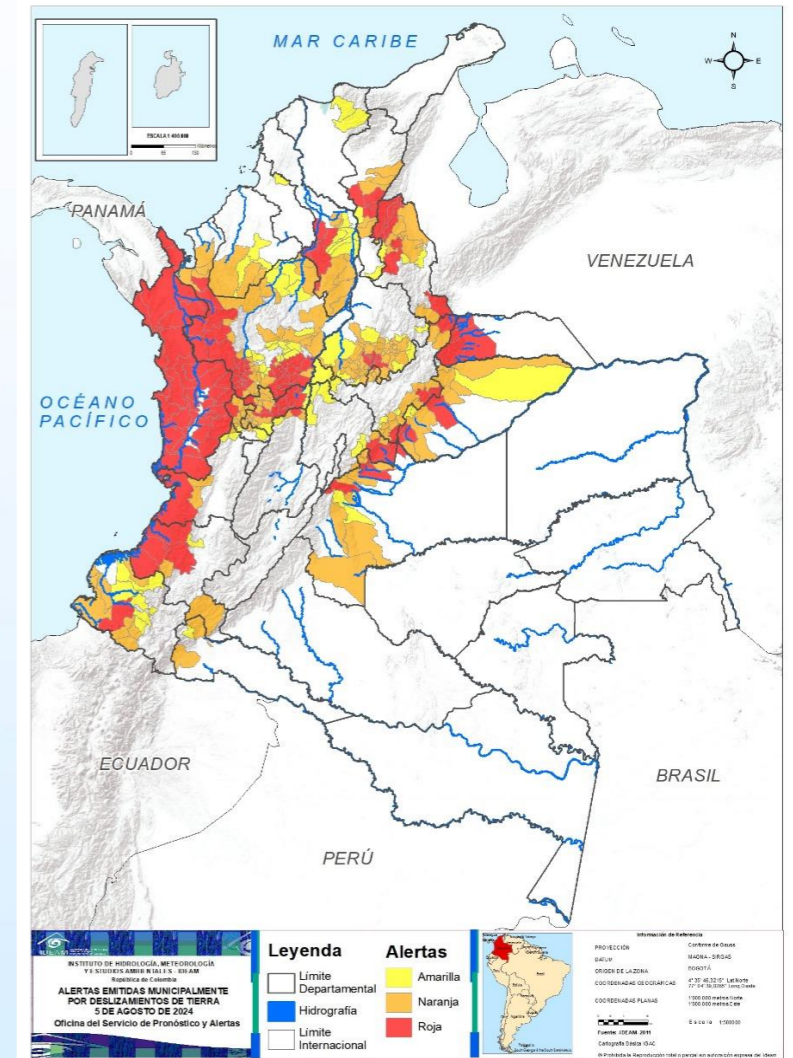 MAR CARIBE
N
W
E
S
PANAMÁ
VENEZUELA
OCÉANO
PACÍFICO
ECUADOR
BRASIL
PERÚ
INSTITUTO DE HIDROLOGÍA, METEOROLOGÍA
Y ESTUDIOS AMBIENTALES - IDEAM
República de Colombia
ALERTAS EMITIDAS MUNICIPALMENTE
POR DESLIZAMIENTOS DE TIERRA
5 DE AGOSTO DE 2024
Oficina del Servicio de Pronóstico y Alertas
Leyenda
Límite
Departamental
Hidrografía
Límite
Internacional
Alertas
Amarilla
Naranja
Roja
Información de Referencia
PROYECCIÓN
Conforme de Gauss
DATUM
MAGNA - SIRGAS
ORIGEN DE LA ZONA
BOGOTÁ
COORDENADAS GEOGRÁFICAS
COORDENADAS PLANAS
Fuente: IDEAM, 2011
Cartografía Básica IGAC